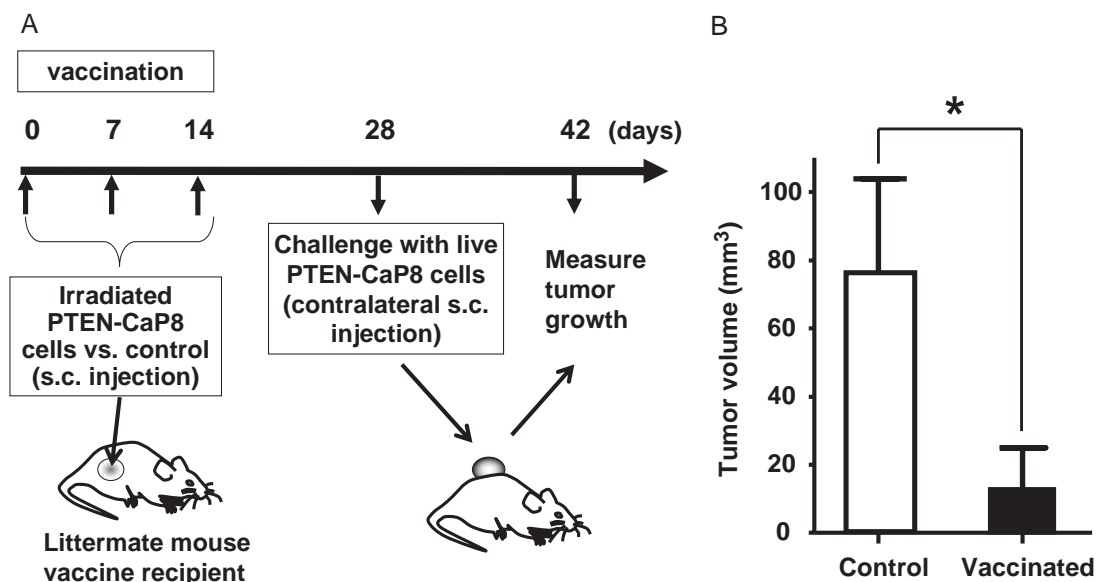 A
vaccination
0 7 14 28 42 (days)
Irradiated
PTEN-CaP8
cells vs. control
(s.c. injection)
Challenge with live
PTEN-CaP8 cells
(contralateral s.c.
injection)
Measure
tumor
growth
Littermate mouse
vaccine recipient
B
*
Tumor volume (mm³)
100
80
60
40
20
0
Control Vaccinated